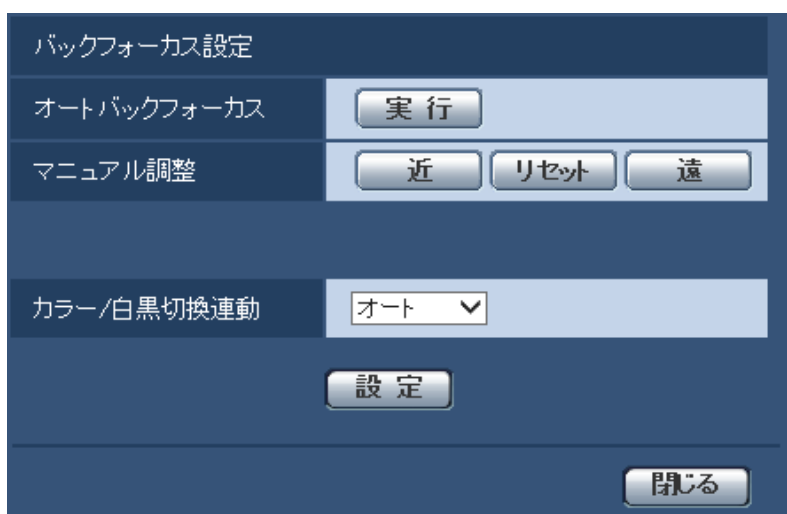 バックフォーカス設定
オートバックフォーカス 実行
マニュアル調整 近 リセット 遠
カラー/白黒切換連動 オート
設定
閉じる